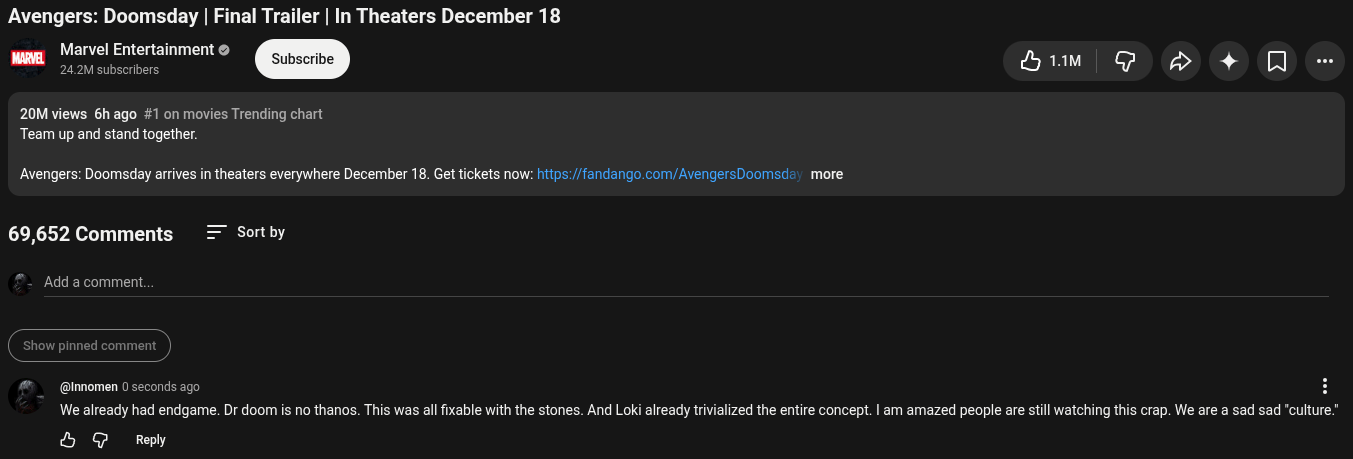 Avengers: Doomsday | Final Trailer | In Theaters December 18
MARVEL
Marvel Entertainment
24.2M subscribers
Subscribe
1.1M
20M views 6h ago #1 on movies Trending chart
Team up and stand together.
Avengers: Doomsday arrives in theaters everywhere December 18. Get tickets now: https://fandango.com/AvengersDoomsday more
69,652 Comments
Sort by
Add a comment...
Show pinned comment
@Innomen 0 seconds ago
We already had endgame. Dr doom is no thanos. This was all fixable with the stones. And Loki already trivialized the entire concept. I am amazed people are still watching this crap. We are a sad sad "culture."
Reply